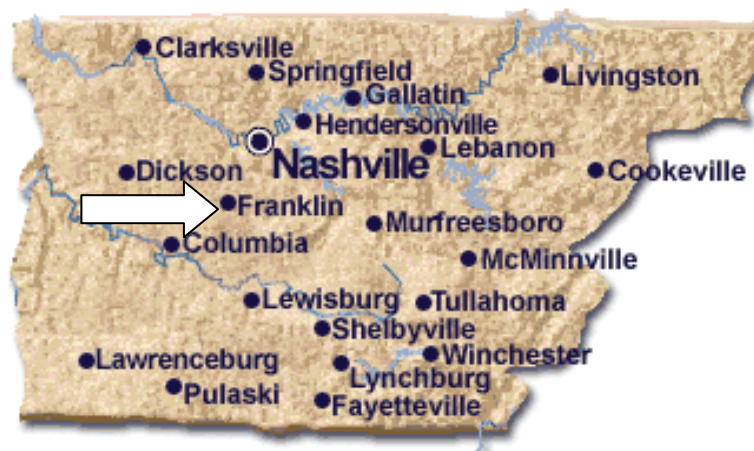 Clarksville
Springfield
Livingston
Gallatin
Hendersonville
Lebanon
Nashville
Dickson
Cookeville
Franklin
Murfreesboro
Columbia
McMinnville
Lewisburg
Tullahoma
Shelbyville
Winchester
Lawrenceburg
Lynchburg
Pulaski
Fayetteville